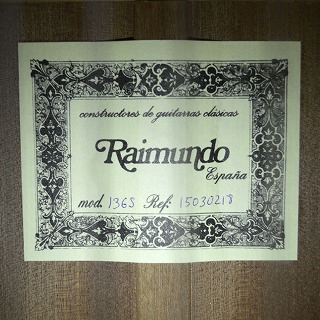 constructores de guitarras clásicas
Raimundo
España
mod. 136S Ref: 15030218